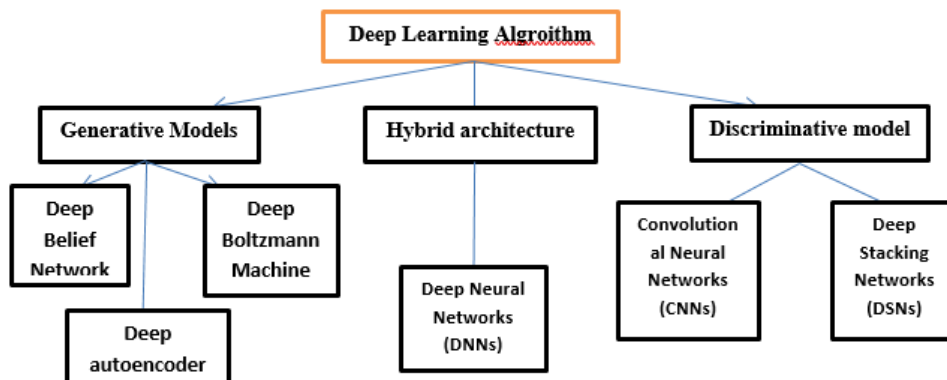 Deep Learning Algroithm
Generative Models
Hybrid architecture
Discriminative model
Deep
Belief
Network
Deep
Boltzmann
Machine
Deep
autoencoder
Deep Neural
Networks
(DNNs)
Convolution
al Neural
Networks
(CNNs)
Deep
Stacking
Networks
(DSNs)